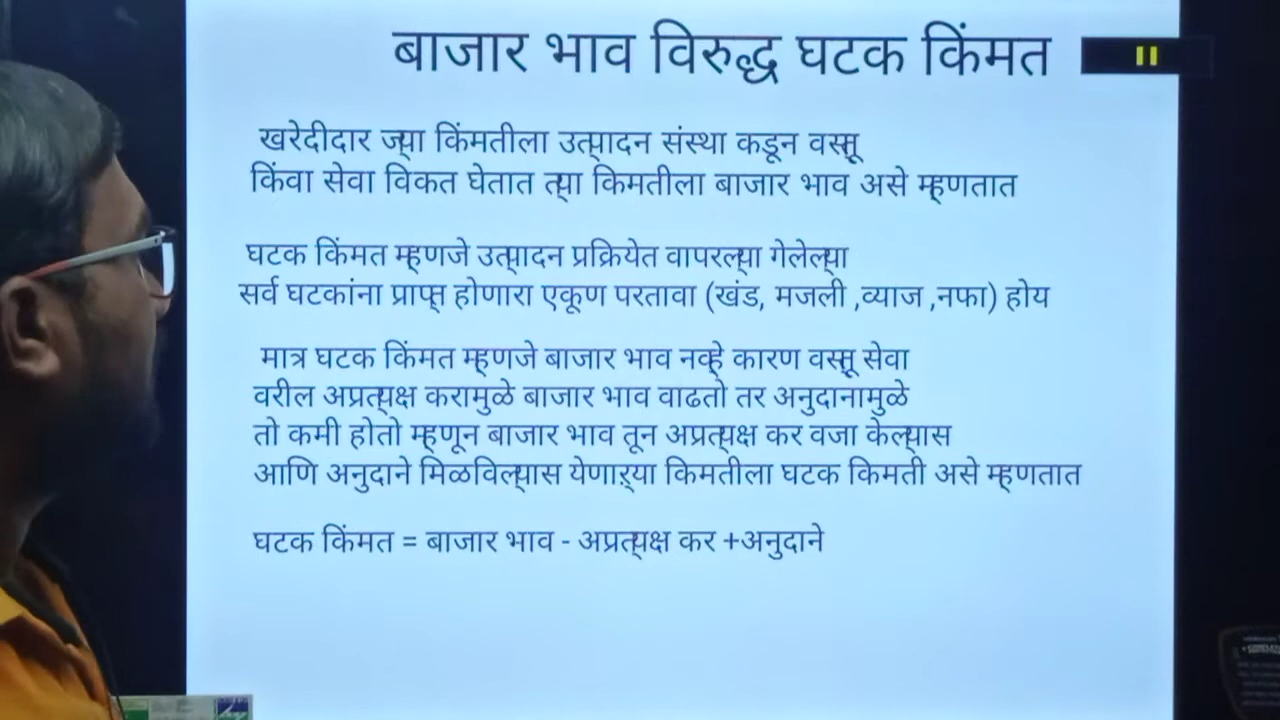 बाजार भाव विरुद्ध घटक किंमत
खरेदीदार ज्या किंमतीला उत्पादन संस्था कडून वस्तू
किंवा सेवा विकत घेतात त्या किमतीला बाजार भाव असे म्हणतात
घटक किंमत म्हणजे उत्पादन प्रक्रियेत वापरल्या गेलेल्या
सर्व घटकांना प्राप्त होणारा एकूण परतावा (खंड, मजली ,व्याज ,नफा) होय
मात्र घटक किंमत म्हणजे बाजार भाव नव्हे कारण वस्तू सेवा
वरील अप्रत्यक्ष करामुळे बाजार भाव वाढतो तर अनुदानामुळे
तो कमी होतो म्हणून बाजार भाव तून अप्रत्यक्ष कर वजा केल्यास
आणि अनुदाने मिळविल्यास येणाऱ्या किमतीला घटक किमती असे म्हणतात
घटक किंमत = बाजार भाव - अप्रत्यक्ष कर +अनुदाने